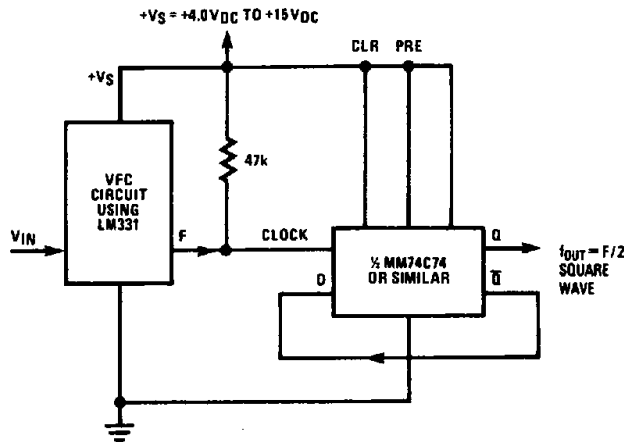 +VS = +4.0VDC TO +15VDC
CLR PRE
+VS
47k
VFC
CIRCUIT
USING
LM331
VIN
F
CLOCK
Q
½ MM74C74
OR SIMILAR
D
Q̅
fOUT = F/2
SQUARE
WAVE